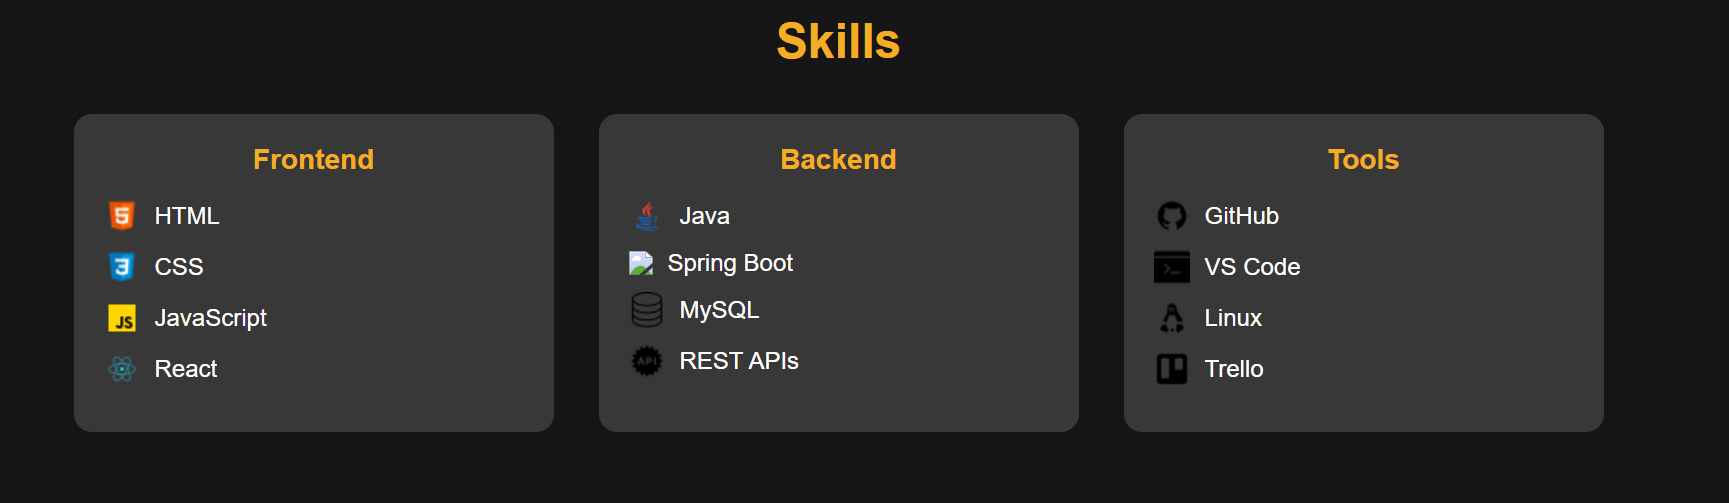 Skills
Frontend
HTML
CSS
JS JavaScript
React
Backend
Java
Spring Boot
MySQL
API REST APIs
Tools
GitHub
VS Code
Linux
Trello